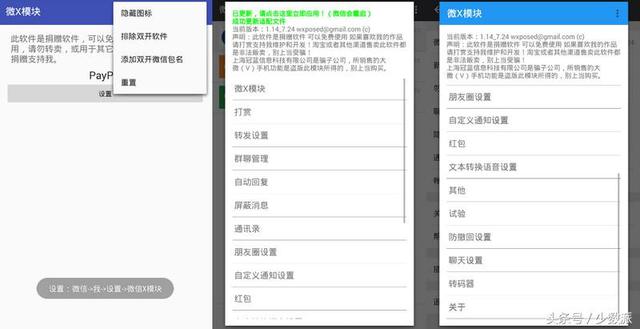 微X模块
隐藏图标
排除双开软件
添加双开微信包名
重置
此软件是捐赠软件 可以免
用，请勿转卖，或用于其它
捐赠支持我。
PayP
设置
设置：微信->我->设置->微信X模块
已更新，请点击这里立即应用！（微信会重启）
成功更新适配文件
当前版本：1.14_7.24 wxposed@gmail.com (c)
声明：此软件是捐赠软件 可以免费使用 如果喜欢我的作品
请打赏支持我维护和开发！淘宝或者其他渠道售卖此软件都
是非法贩卖，别上当受骗！
上海冠蓝信息科技有限公司是骗子公司，所销售的大
微（V）手机功能是盗版此模块所得的，别上当购买。
微X模块
打赏
转发设置
群聊管理
自动回复
屏蔽消息
通讯录
朋友圈设置
自定义通知设置
红包
微X模块
当前版本：1.14_7.24 wxposed@gmail.com (c)
声明：此软件是捐赠软件 可以免费使用 如果喜欢我的作品
请打赏支持我维护和开发！淘宝或者其他渠道售卖此软件都
是非法贩卖，别上当受骗！
上海冠蓝信息科技有限公司是骗子公司，所销售的大
微（V）手机功能是盗版此模块所得的，别上当购买。
朋友圈设置
自定义通知设置
红包
文本转换语音设置
其他
试验
防撤回设置
聊天设置
转码器
关于
头条号／少数派